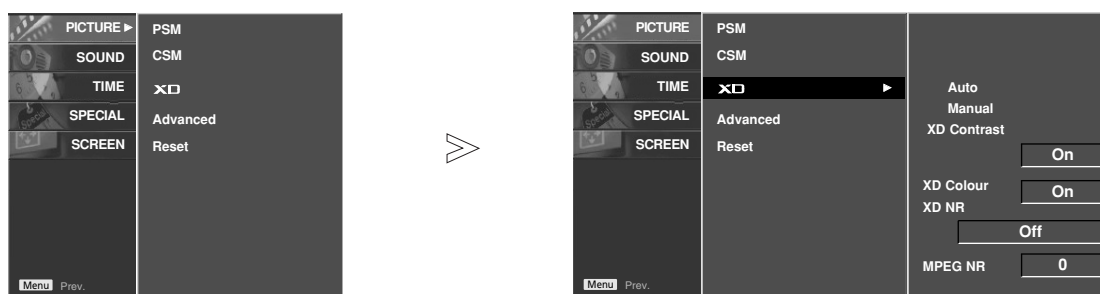 PICTURE ►
SOUND
TIME
SPECIAL
SCREEN
PSM
CSM
XD
Advanced
Reset
Menu Prev.
PICTURE
SOUND
TIME
SPECIAL
SCREEN
PSM
CSM
XD ►
Advanced
Reset
Auto
Manual
XD Contrast
On
XD Colour On
XD NR
Off
MPEG NR 0
Menu Prev.